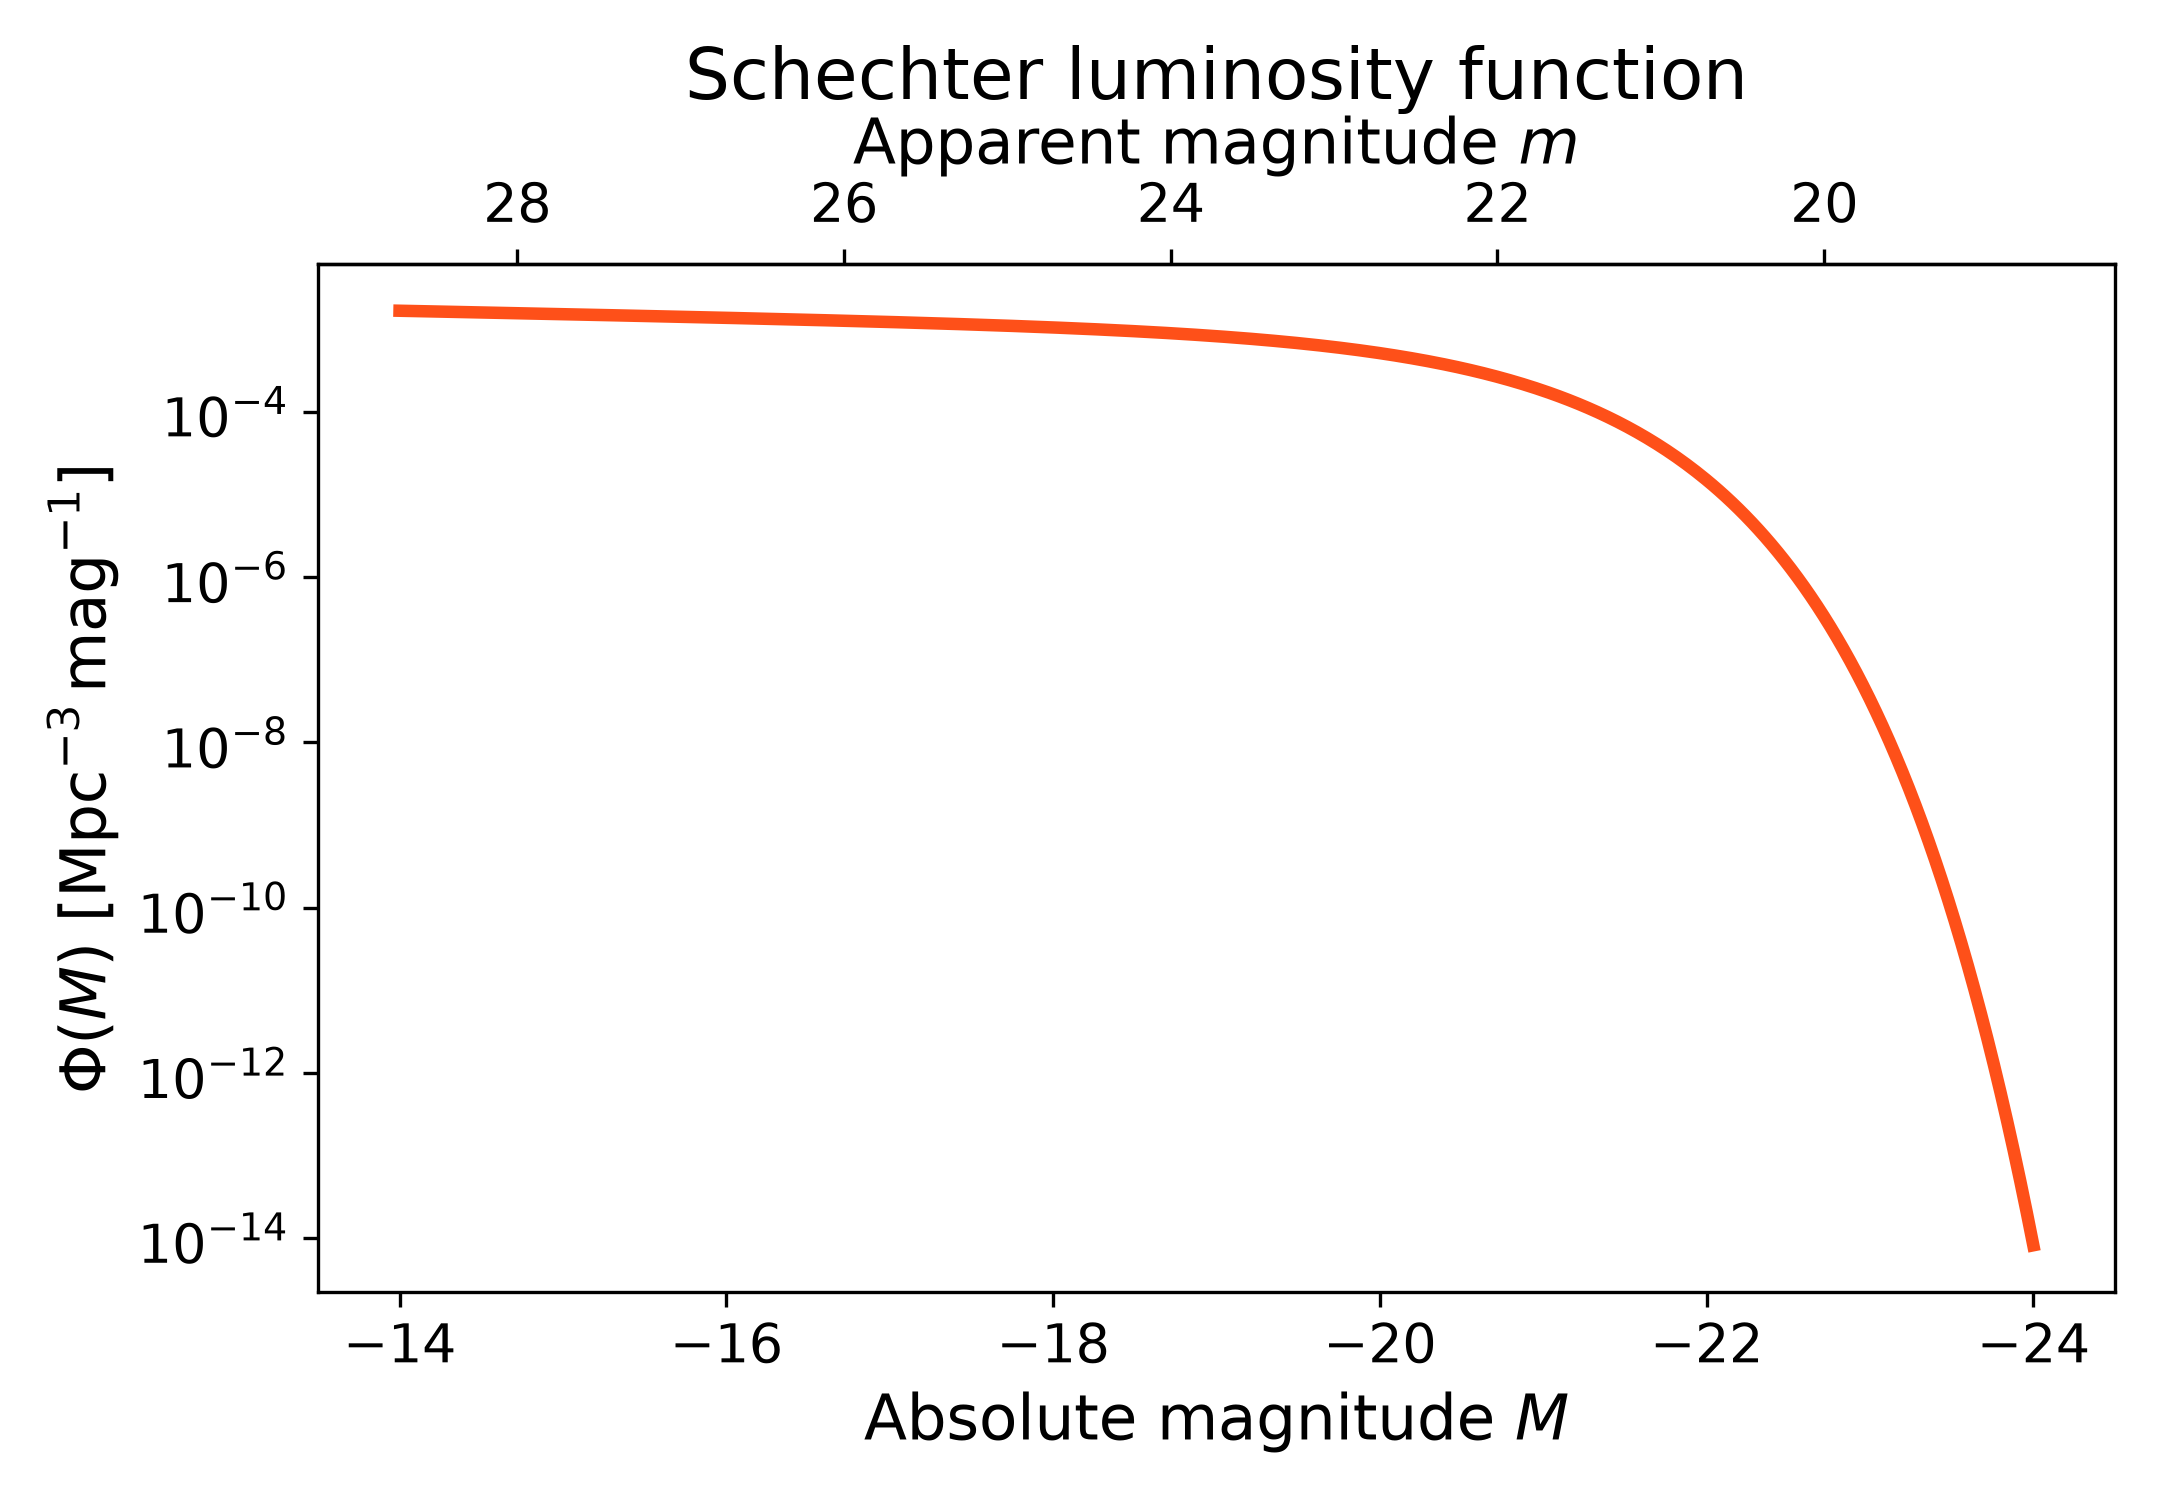 Schechter luminosity function
Apparent magnitude m
28 26 24 22 20
Φ(M) [Mpc⁻³ mag⁻¹]
10⁻⁴
10⁻⁶
10⁻⁸
10⁻¹⁰
10⁻¹²
10⁻¹⁴
−14 −16 −18 −20 −22 −24
Absolute magnitude M